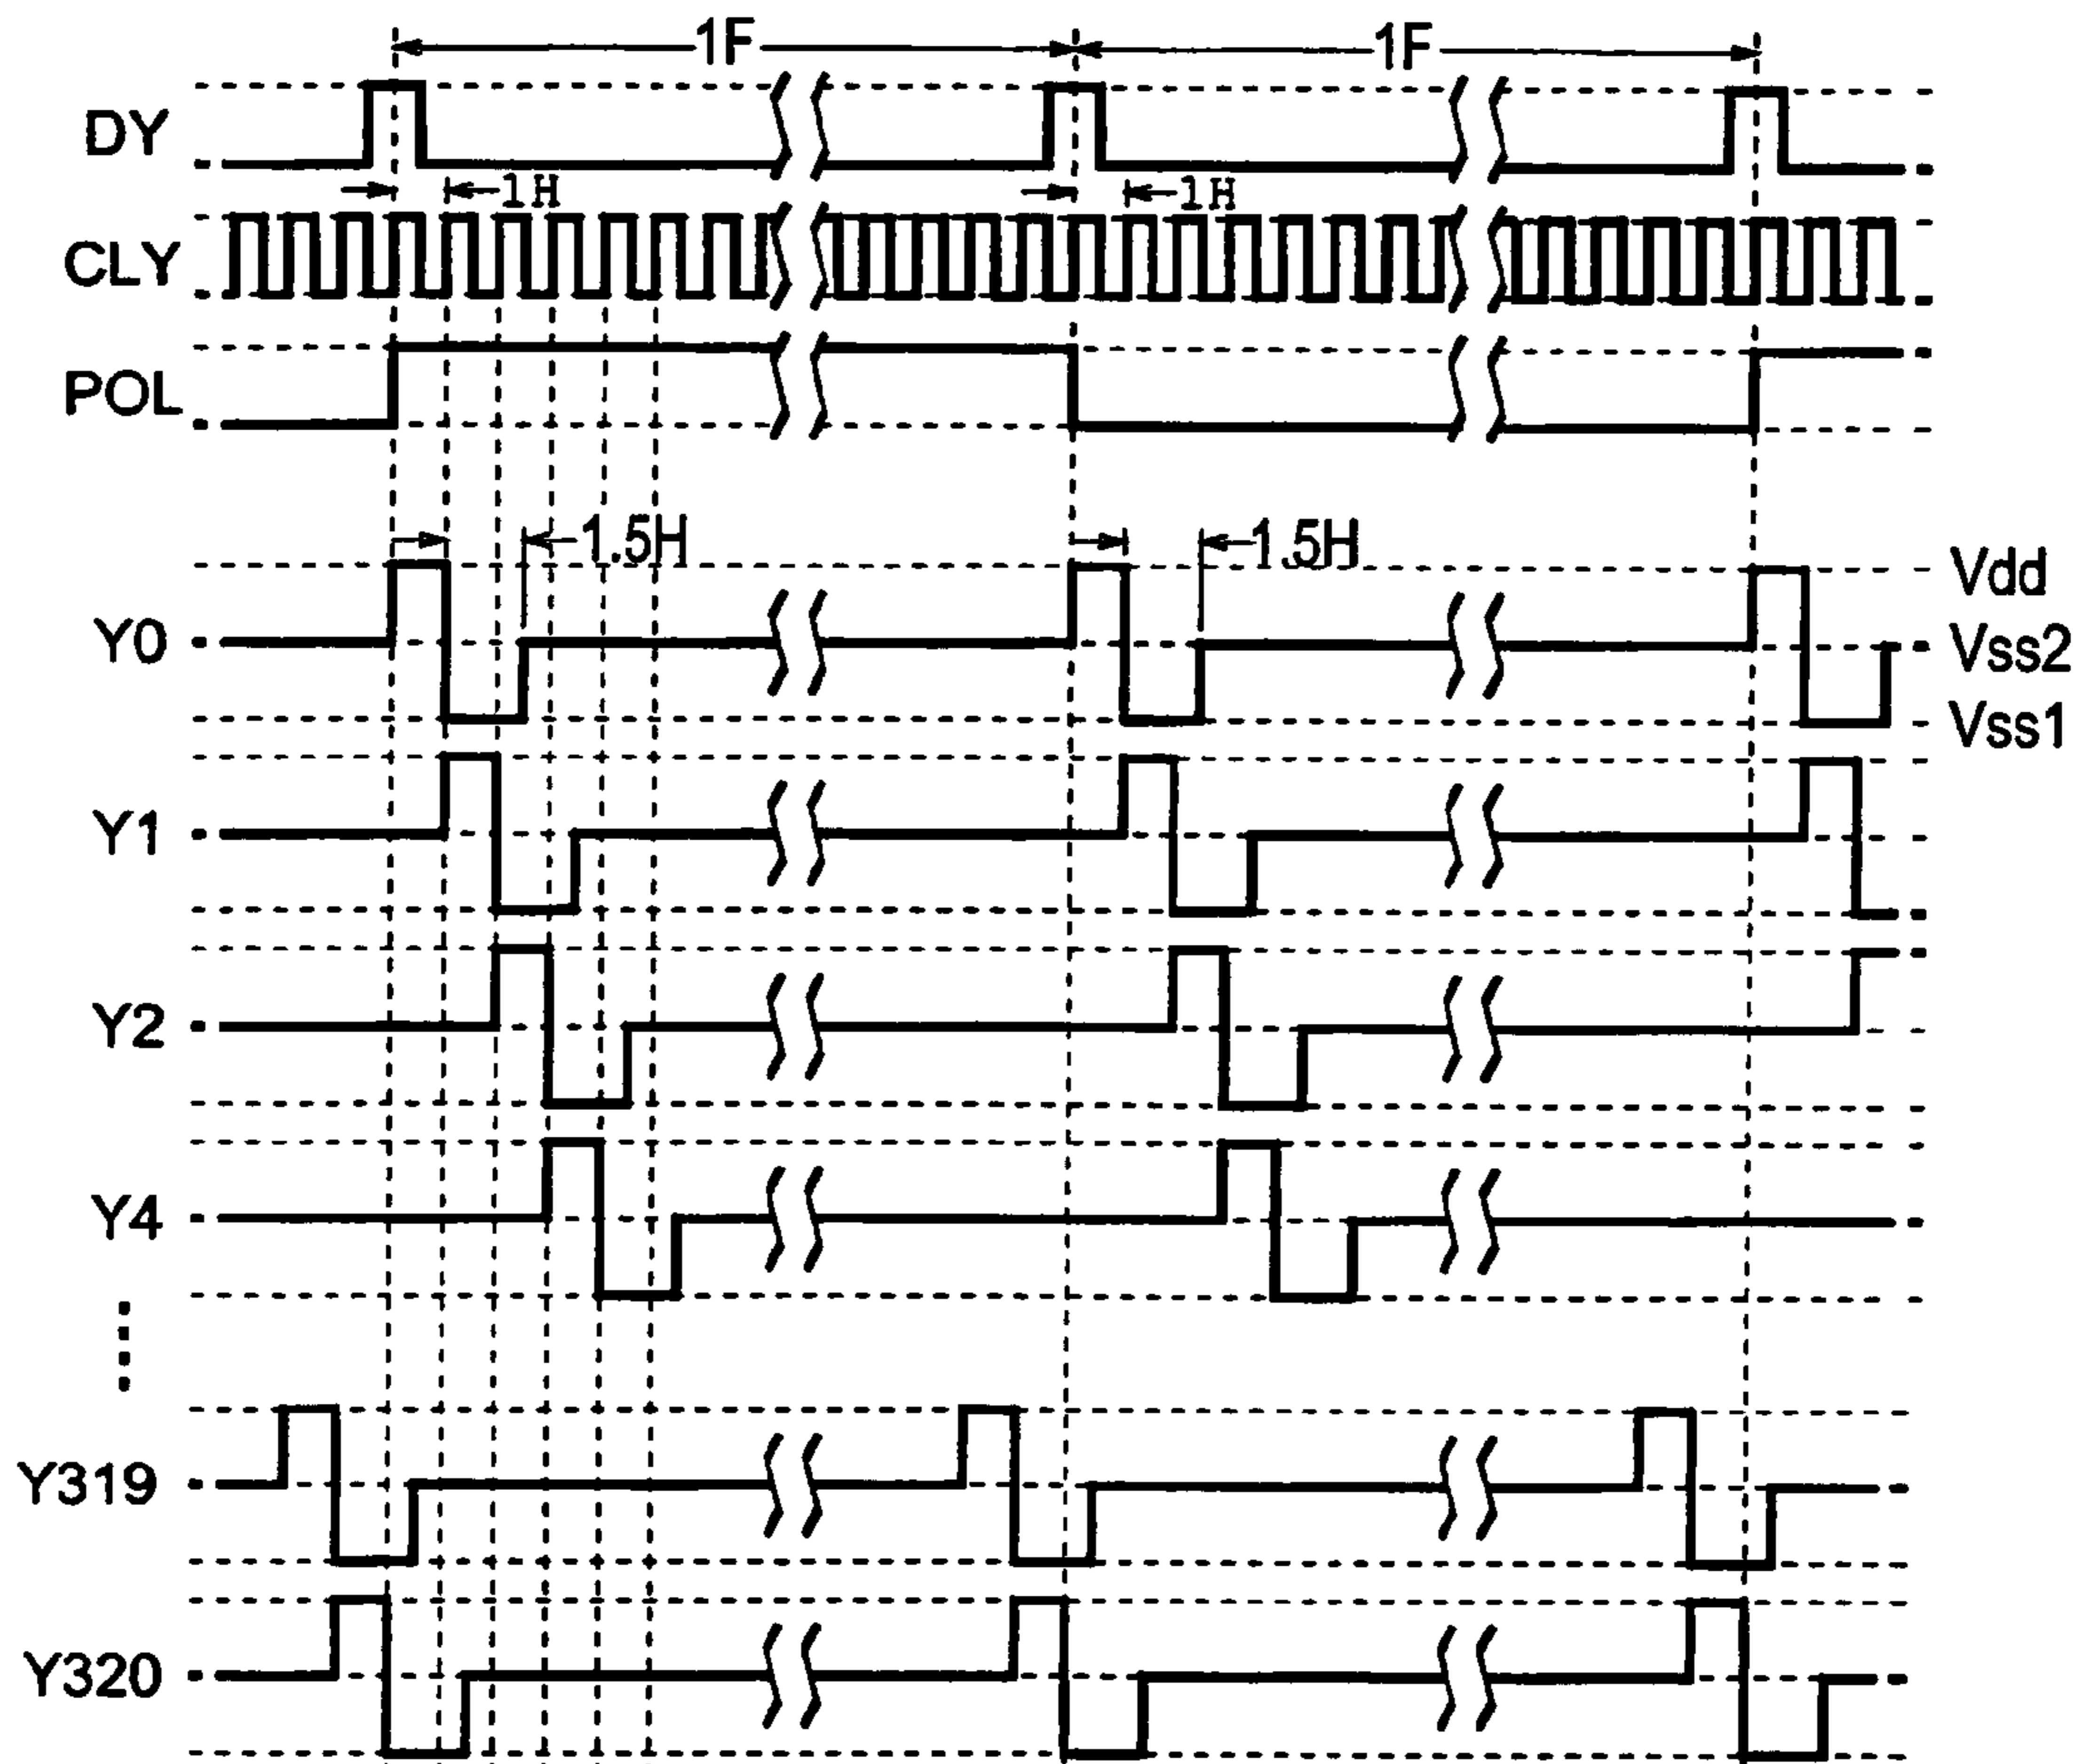 1F 1F
DY
1H 1H
CLY
POL
1.5H 1.5H
Vdd
Y0 Vss2
Vss1
Y1
Y2
Y4
Y319
Y320